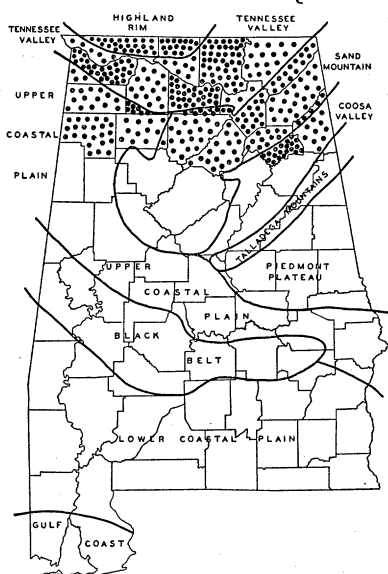 HIGHLAND
RIM
TENNESSEE
VALLEY
TENNESSEE
VALLEY
SAND
MOUNTAIN
UPPER
COOSA
VALLEY
COASTAL
PLAIN
TALLADEGA MOUNTAINS
UPPER
PIEDMONT
PLATEAU
COASTAL
PLAIN
BLACK
BELT
LOWER COASTAL PLAIN
GULF
COAST